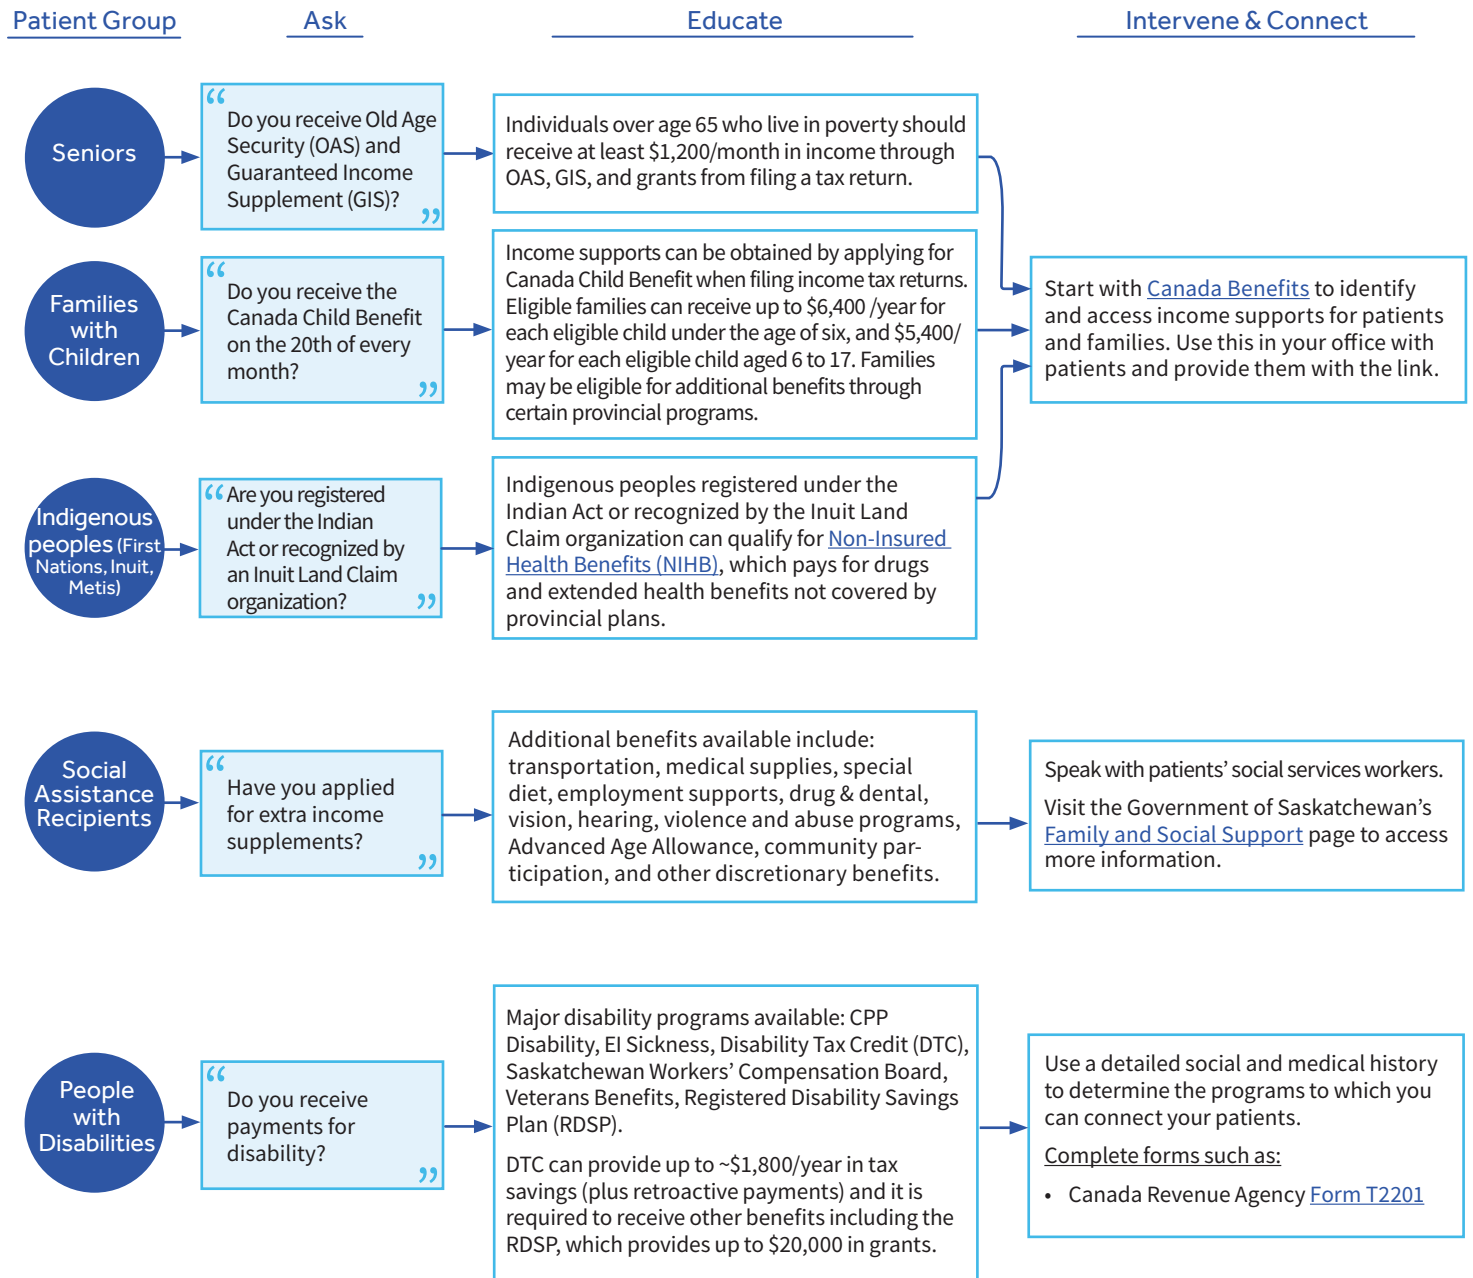 Patient Group
Ask
Educate
Intervene & Connect
Seniors
“
Do you receive Old Age
Security (OAS) and
Guaranteed Income
Supplement (GIS)?
”
Individuals over age 65 who live in poverty should
receive at least $1,200/month in income through
OAS, GIS, and grants from filing a tax return.
Families
with
Children
“
Do you receive the
Canada Child Benefit
on the 20th of every
month?
”
Income supports can be obtained by applying for
Canada Child Benefit when filing income tax returns.
Eligible families can receive up to $6,400 /year for
each eligible child under the age of six, and $5,400/
year for each eligible child aged 6 to 17. Families
may be eligible for additional benefits through
certain provincial programs.
Start with Canada Benefits to identify
and access income supports for patients
and families. Use this in your office with
patients and provide them with the link.
Indigenous
peoples (First
Nations, Inuit,
Metis)
“Are you registered
under the Indian
Act or recognized by
an Inuit Land Claim
organization? ”
Indigenous peoples registered under the
Indian Act or recognized by the Inuit Land
Claim organization can qualify for Non-Insured
Health Benefits (NIHB), which pays for drugs
and extended health benefits not covered by
provincial plans.
Social
Assistance
Recipients
“
Have you applied
for extra income
supplements?
”
Additional benefits available include:
transportation, medical supplies, special
diet, employment supports, drug & dental,
vision, hearing, violence and abuse programs,
Advanced Age Allowance, community par-
ticipation, and other discretionary benefits.
Speak with patients’ social services workers.
Visit the Government of Saskatchewan’s
Family and Social Support page to access
more information.
People
with
Disabilities
“
Do you receive
payments for
disability?
”
Major disability programs available: CPP
Disability, EI Sickness, Disability Tax Credit (DTC),
Saskatchewan Workers’ Compensation Board,
Veterans Benefits, Registered Disability Savings
Plan (RDSP).
DTC can provide up to ~$1,800/year in tax
savings (plus retroactive payments) and it is
required to receive other benefits including the
RDSP, which provides up to $20,000 in grants.
Use a detailed social and medical history
to determine the programs to which you
can connect your patients.
Complete forms such as:
• Canada Revenue Agency Form T2201